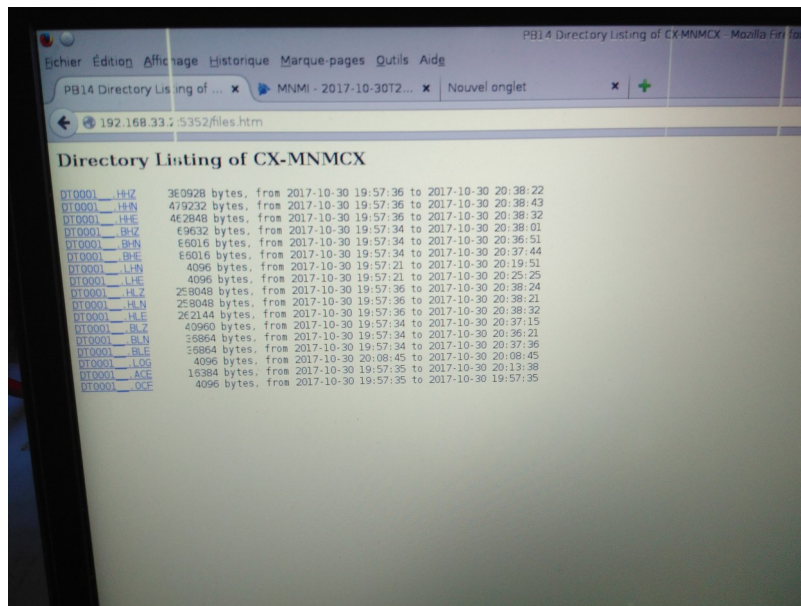 PB14 Directory Listing of CX-MNMCX - Mozilla Firefo
Fichier Édition Affichage Historique Marque-pages Outils Aide
PB14 Directory Listing of ... × MNMI - 2017-10-30T2... × Nouvel onglet ×
:5352/files.htm
Directory Listing of CX-MNMCX
DT0001__.HHZ 380928 bytes, from 2017-10-30 19:57:36 to 2017-10-30 20:38:22
DT0001__.HHN 479232 bytes, from 2017-10-30 19:57:36 to 2017-10-30 20:38:43
DT0001__.HHE 462848 bytes, from 2017-10-30 19:57:36 to 2017-10-30 20:38:32
DT0001__.BHZ 69632 bytes, from 2017-10-30 19:57:34 to 2017-10-30 20:38:01
DT0001__.BHN 86016 bytes, from 2017-10-30 19:57:34 to 2017-10-30 20:36:51
DT0001__.BHE 86016 bytes, from 2017-10-30 19:57:34 to 2017-10-30 20:37:44
DT0001__.LHN 4096 bytes, from 2017-10-30 19:57:21 to 2017-10-30 20:19:51
DT0001__.LHE 4096 bytes, from 2017-10-30 19:57:21 to 2017-10-30 20:25:25
DT0001__.HLZ 258048 bytes, from 2017-10-30 19:57:36 to 2017-10-30 20:38:24
DT0001__.HLN 258048 bytes, from 2017-10-30 19:57:36 to 2017-10-30 20:38:21
DT0001__.HLE 262144 bytes, from 2017-10-30 19:57:36 to 2017-10-30 20:38:32
DT0001__.BLZ 40960 bytes, from 2017-10-30 19:57:34 to 2017-10-30 20:37:15
DT0001__.BLN 36864 bytes, from 2017-10-30 19:57:34 to 2017-10-30 20:36:21
DT0001__.BLE 36864 bytes, from 2017-10-30 19:57:34 to 2017-10-30 20:37:36
DT0001__.LOG 4096 bytes, from 2017-10-30 20:08:45 to 2017-10-30 20:08:45
DT0001__.ACE 16384 bytes, from 2017-10-30 19:57:35 to 2017-10-30 20:13:38
DT0001__.OCF 4096 bytes, from 2017-10-30 19:57:35 to 2017-10-30 19:57:35